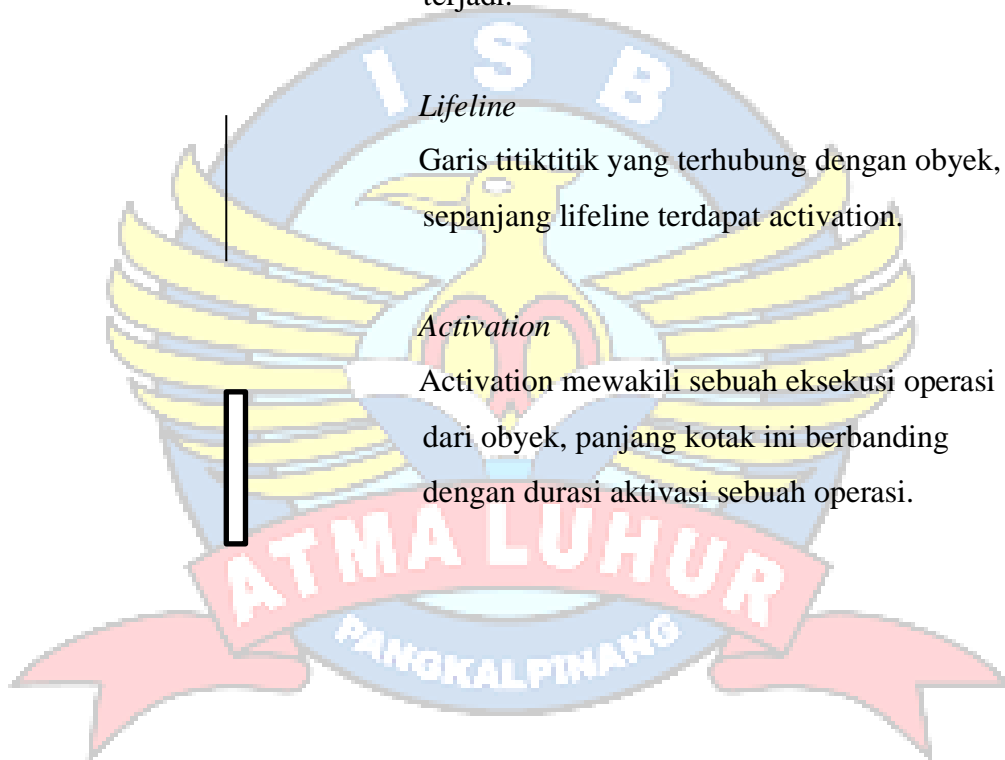 terjadi.
I S B
Lifeline
Garis titiktitik yang terhubung dengan obyek,
sepanjang lifeline terdapat activation.
Activation
Activation mewakili sebuah eksekusi operasi
dari obyek, panjang kotak ini berbanding
dengan durasi aktivasi sebuah operasi.
ATMA LUHUR
PANGKALPINANG